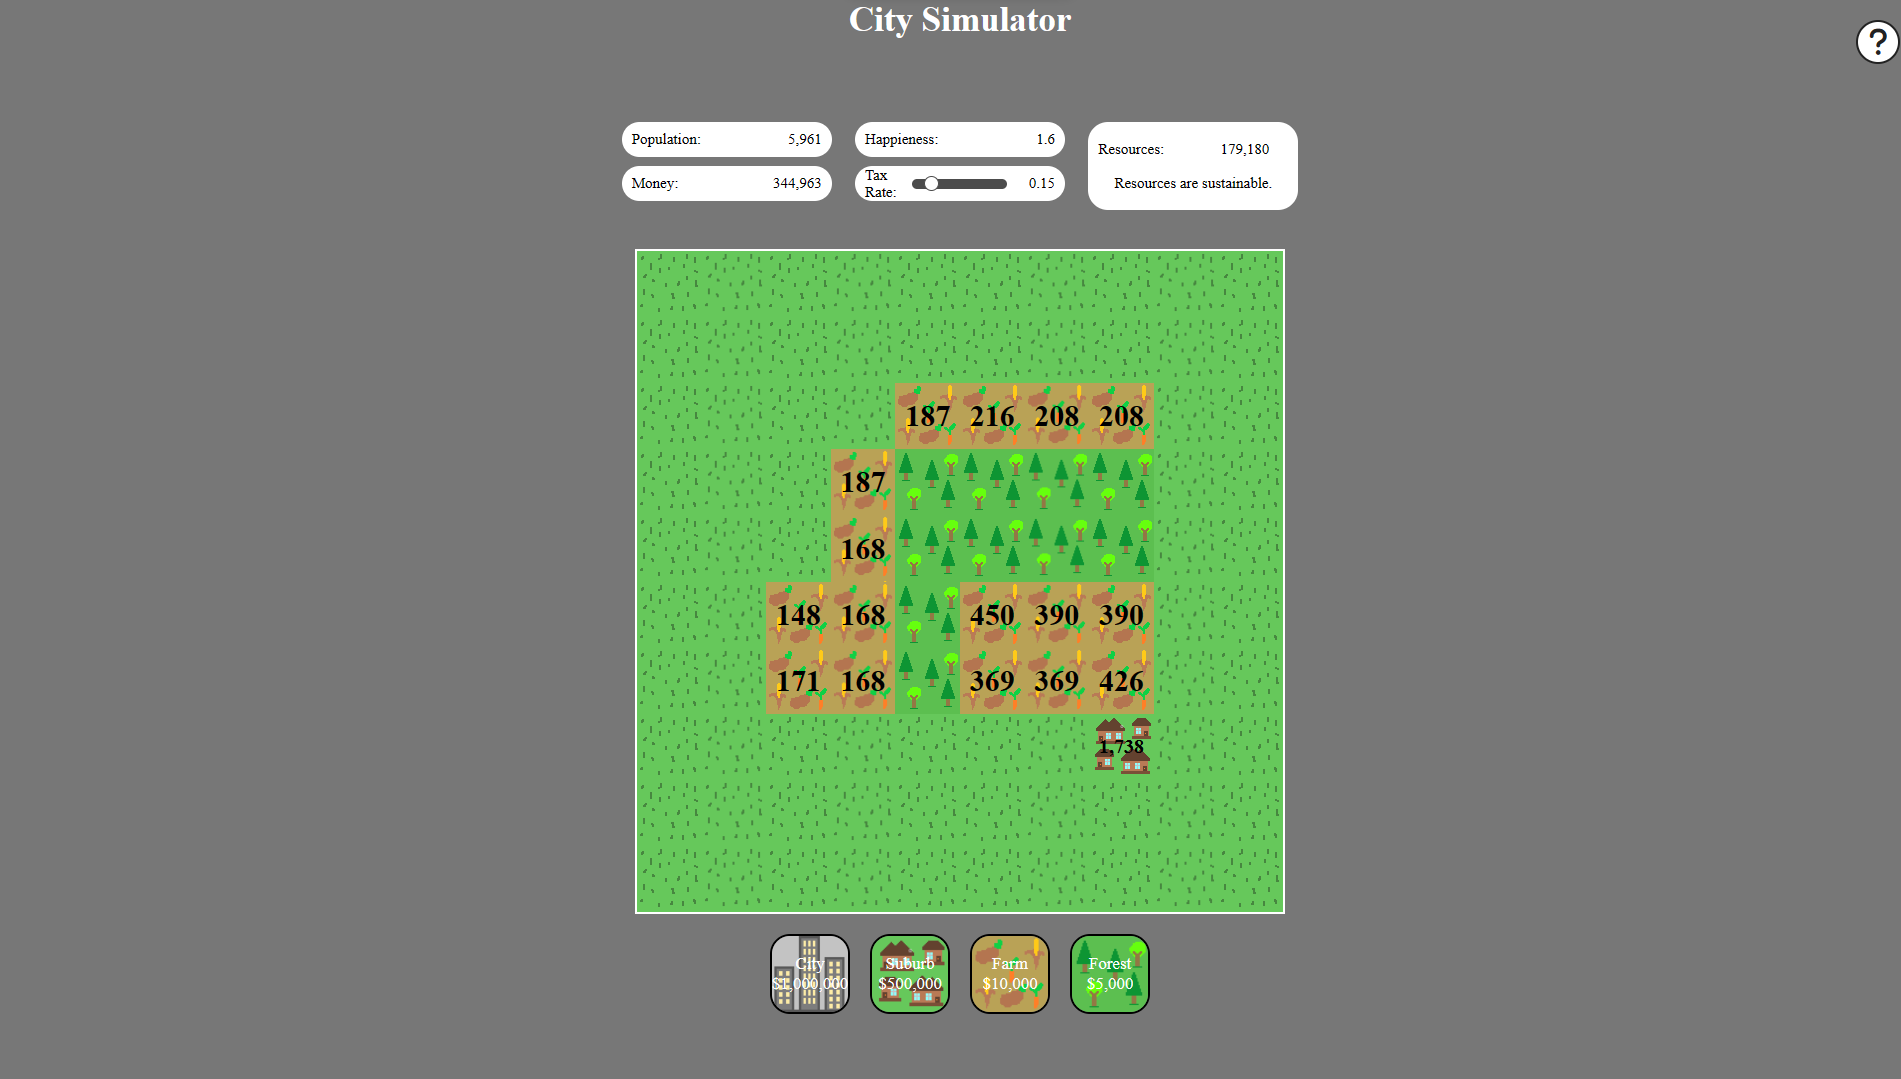 City Simulator
?
Population: 5,961
Happieness: 1.6
Resources: 179,180
Money: 344,963
Tax Rate: 0.15
Resources are sustainable.
187 216 208 208
187
168
148 168 450 390 390
171 168 369 369 426
1,738
City
$1,000,000
Suburb
$500,000
Farm
$10,000
Forest
$5,000